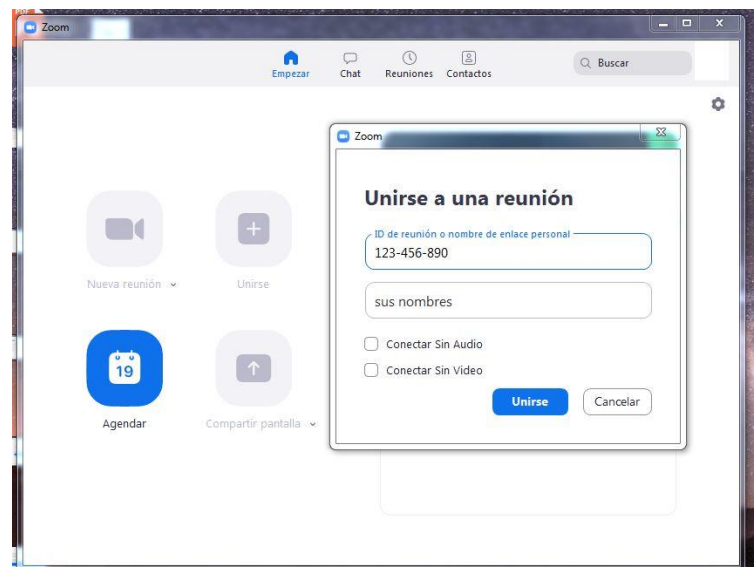 PDF
Zoom
Empezar
Chat
Reuniones
Contactos
Buscar
Nueva reunión
Unirse
19
Agendar
Compartir pantalla
Zoom
Unirse a una reunión
ID de reunión o nombre de enlace personal
123-456-890
sus nombres
Conectar Sin Audio
Conectar Sin Video
Unirse
Cancelar